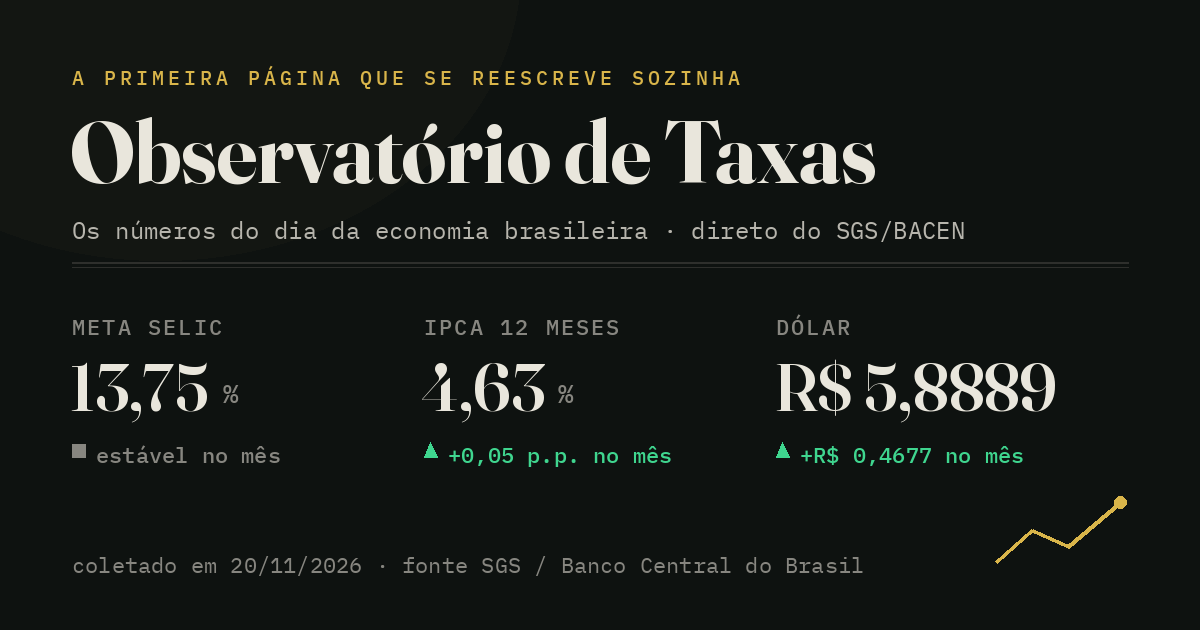 A PRIMEIRA PÁGINA QUE SE REESCREVE SOZINHA
Observatório de Taxas
Os números do dia da economia brasileira · direto do SGS/BACEN
META SELIC
13,75 %
estável no mês
IPCA 12 MESES
4,63 %
+0,05 p.p. no mês
DÓLAR
R$ 5,8889
+R$ 0,4677 no mês
coletado em 20/11/2026 · fonte SGS / Banco Central do Brasil